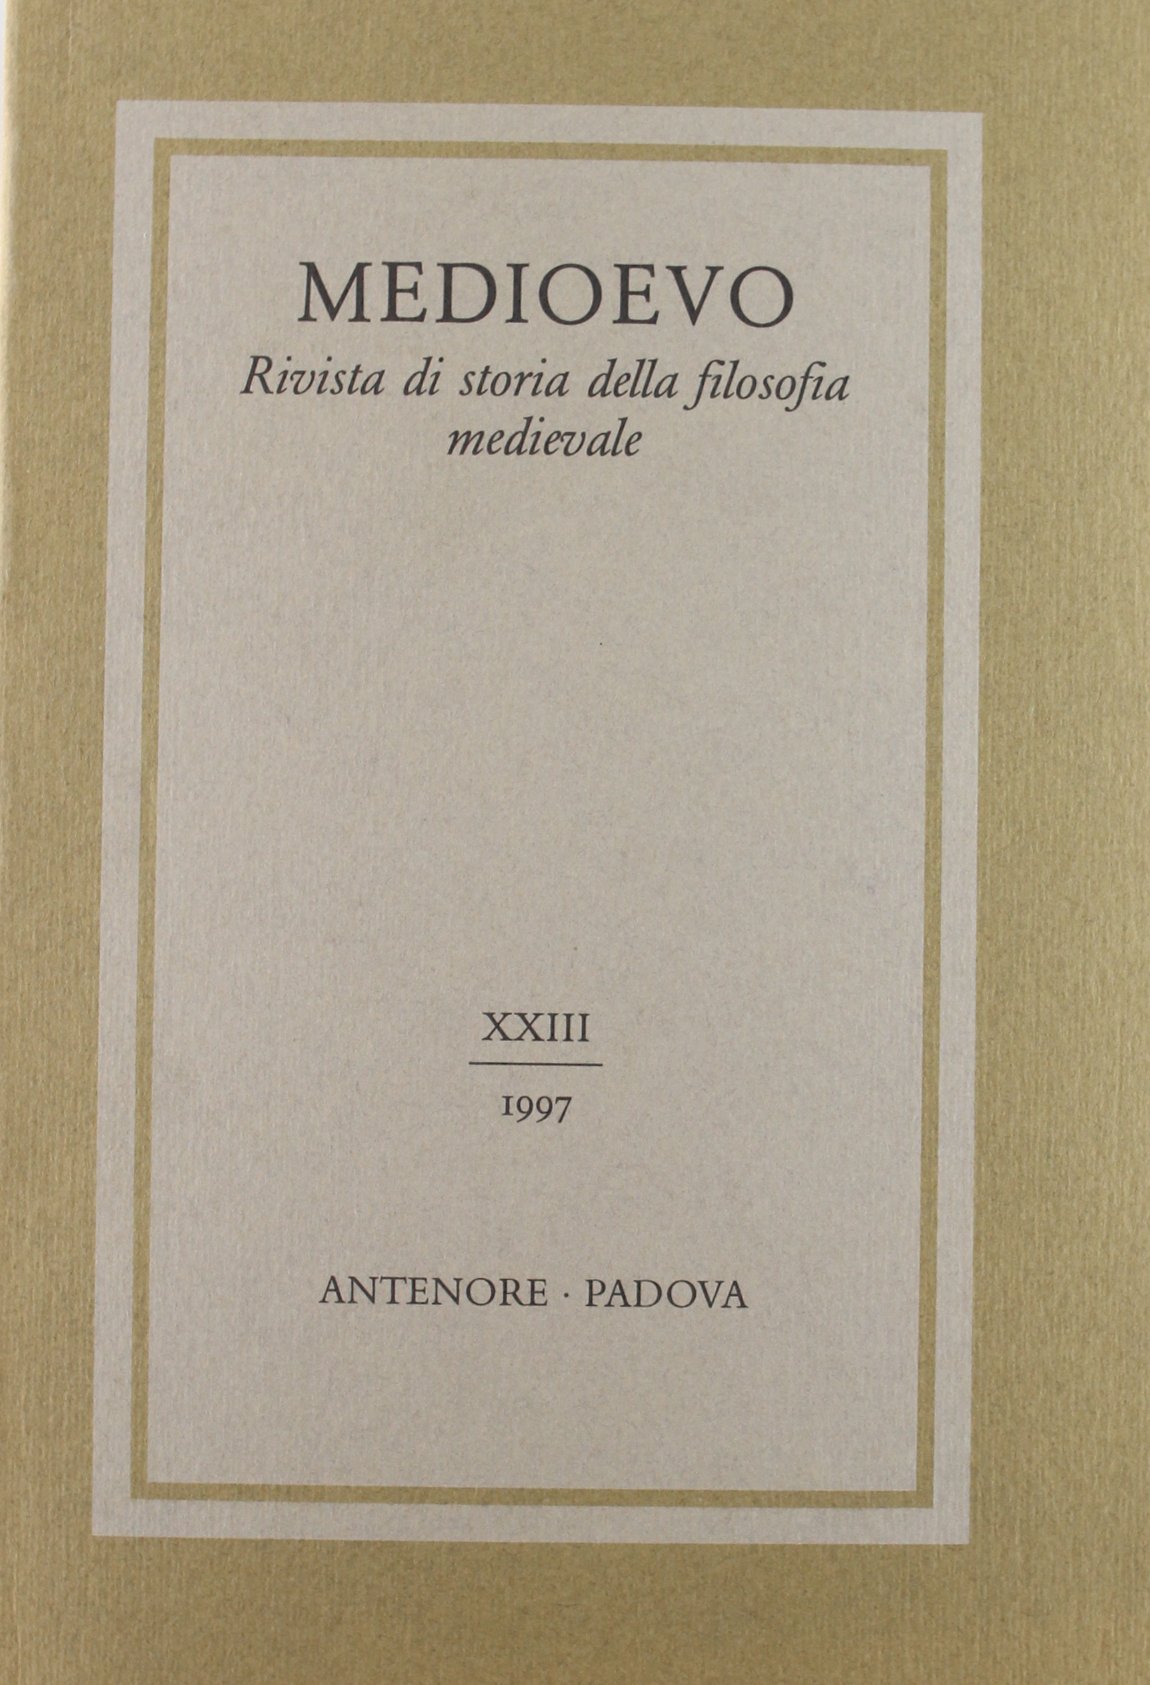 MEDIOEVO
Rivista di storia della filosofia
medievale
XXIII
1997
ANTENORE · PADOVA